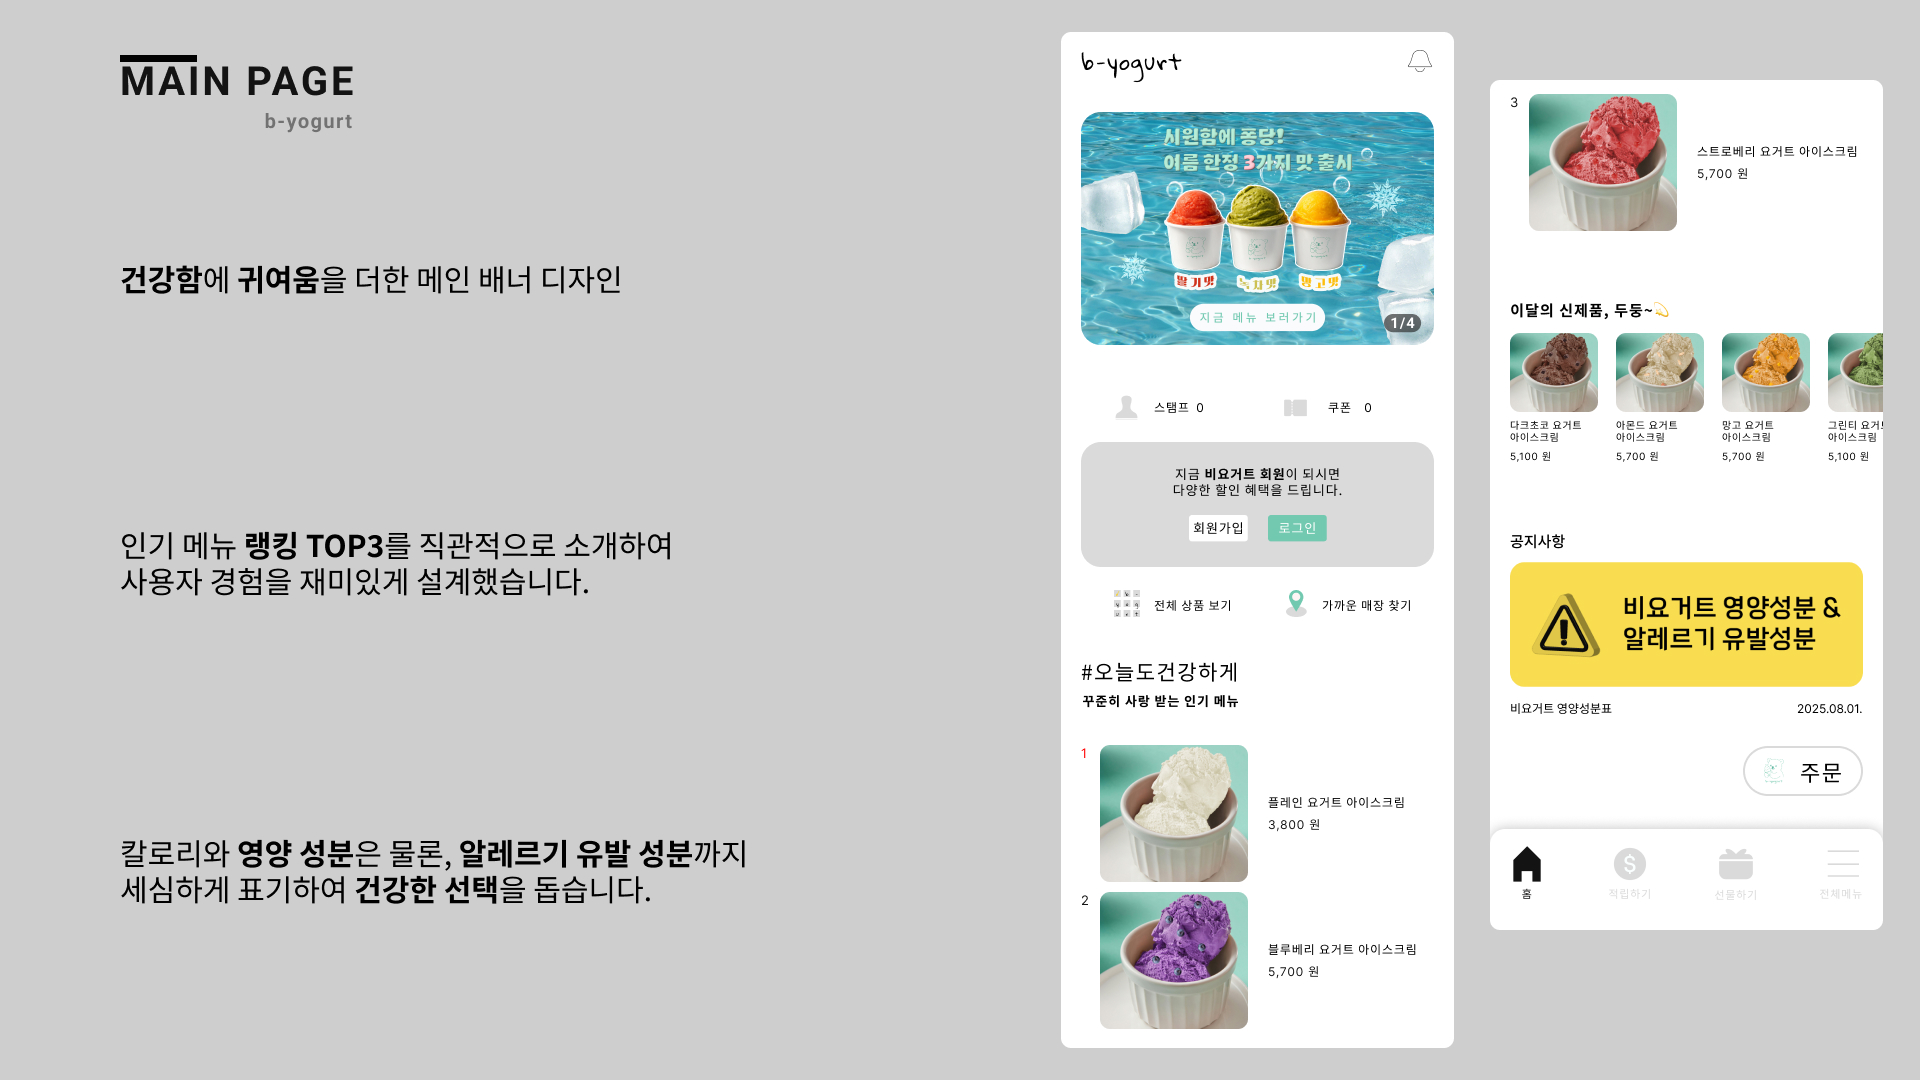 MAIN PAGE
b-yogurt
건강함에 귀여움을 더한 메인 배너 디자인
인기 메뉴 랭킹 TOP3를 직관적으로 소개하여
사용자 경험을 재미있게 설계했습니다.
칼로리와 영양 성분은 물론, 알레르기 유발 성분까지
세심하게 표기하여 건강한 선택을 돕습니다.
b-yogurt
시원함에 퐁당!
여름 한정 3가지 맛 출시
딸기맛
녹차맛
망고맛
지금 메뉴 보러가기
1/4
스탬프 0
쿠폰 0
지금 비요거트 회원이 되시면
다양한 할인 혜택을 드립니다.
회원가입
로그인
전체 상품 보기
가까운 매장 찾기
#오늘도건강하게
꾸준히 사랑 받는 인기 메뉴
1
플레인 요거트 아이스크림
3,800 원
2
블루베리 요거트 아이스크림
5,700 원
3
스트로베리 요거트 아이스크림
5,700 원
이달의 신제품, 두둥~💫
다크초코 요거트
아이스크림
5,100 원
아몬드 요거트
아이스크림
5,700 원
망고 요거트
아이스크림
5,700 원
그린티 요거트
아이스크림
5,100 원
공지사항
비요거트 영양성분 &
알레르기 유발성분
비요거트 영양성분표
2025.08.01.
주문
홈
적립하기
선물하기
전체메뉴